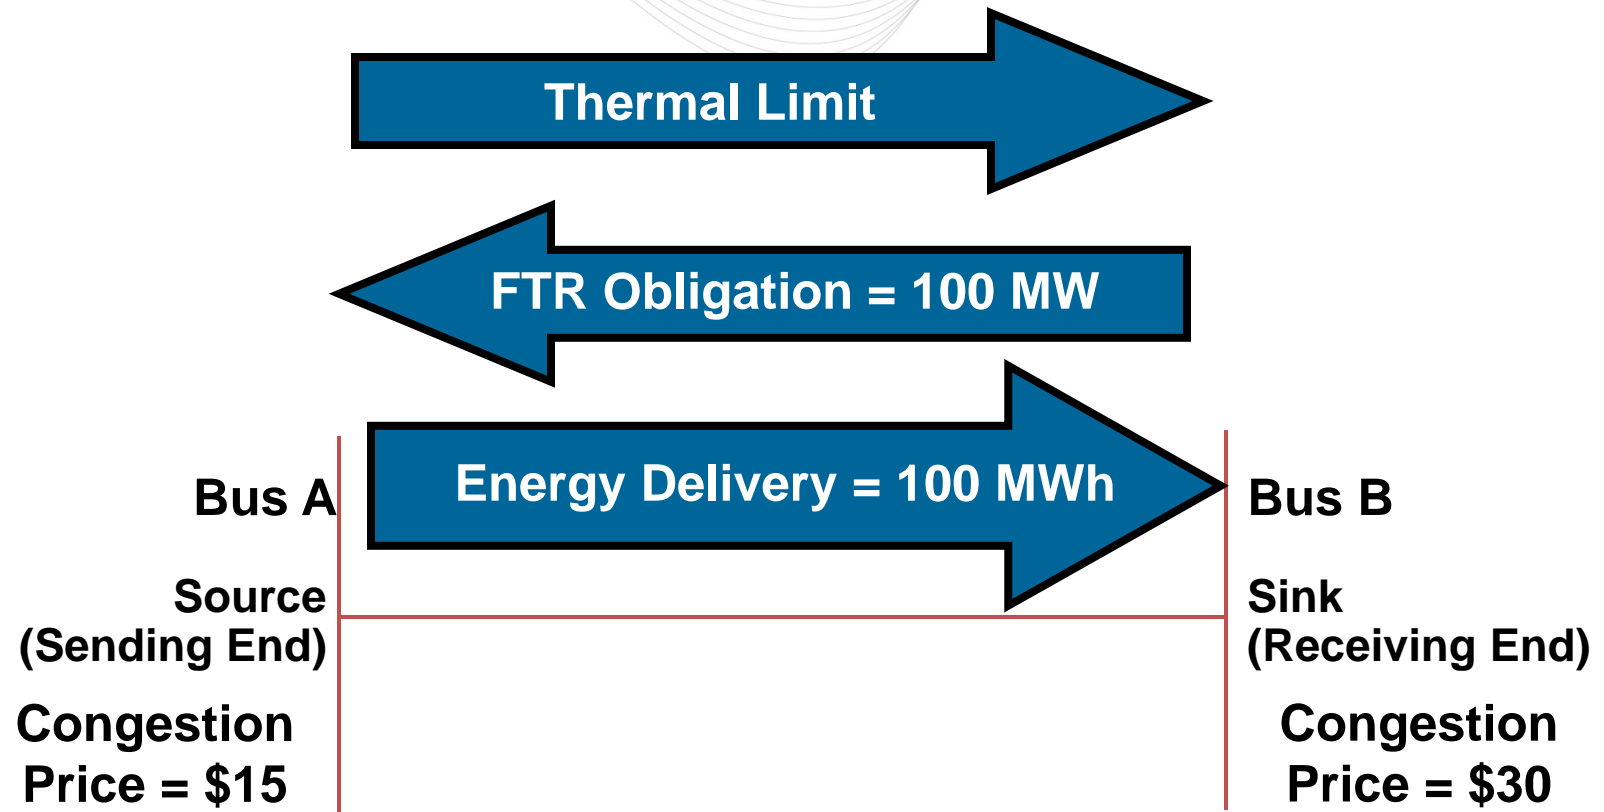 Thermal Limit
FTR Obligation = 100 MW
Energy Delivery = 100 MWh
Bus A
Bus B
Source
(Sending End)
Sink
(Receiving End)
Congestion
Price = $15
Congestion
Price = $30